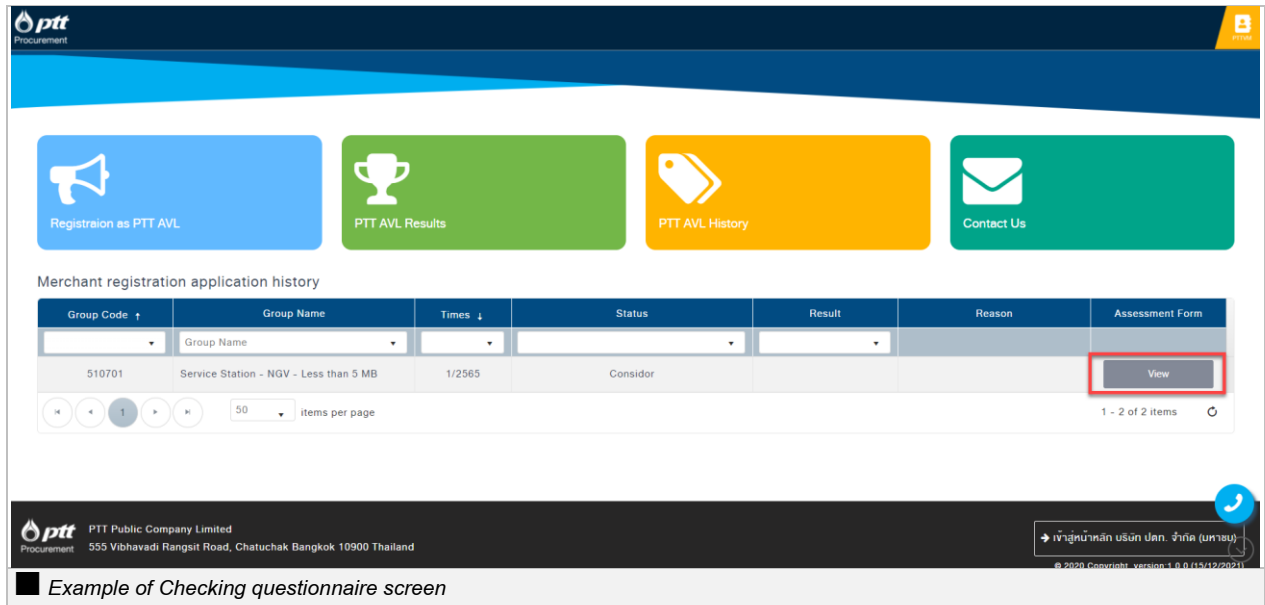 ptt
Procurement
PTTVM
Registraion as PTT AVL
PTT AVL Results
PTT AVL History
Contact Us
Merchant registration application history
Group Code ↑ Group Name Times ↓ Status Result Reason Assessment Form
Group Name
510701 Service Station - NGV - Less than 5 MB 1/2565 Considor View
1 50 items per page 1 - 2 of 2 items
ptt
Procurement
PTT Public Company Limited
555 Vibhavadi Rangsit Road, Chatuchak Bangkok 10900 Thailand
→ เข้าสู่หน้าหลัก บริษัท ปตท. จำกัด (มหาชน)
© 2020 Copyright version:1.0.0 (15/12/2021)
Example of Checking questionnaire screen